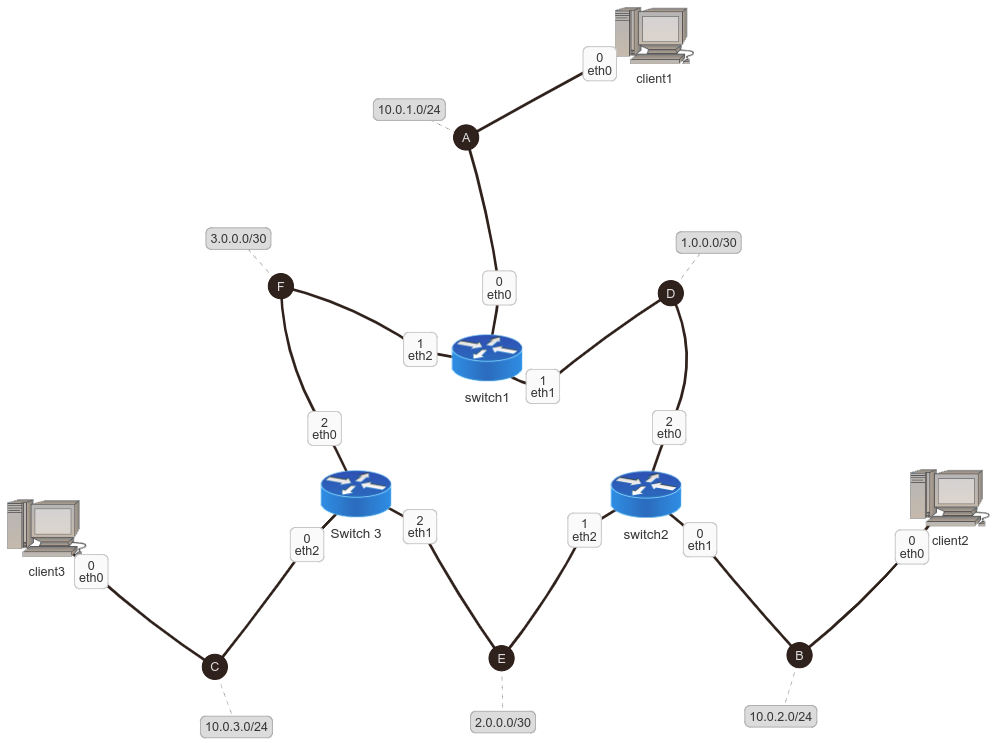 0
eth0
client1
10.0.1.0/24
A
3.0.0.0/30
1.0.0.0/30
F
D
0
eth0
1
eth2
1
eth1
switch1
2
eth0
2
eth0
Switch 3
2
eth1
0
eth2
1
eth2
switch2
0
eth1
0
eth0
client2
client3
0
eth0
C
E
B
10.0.3.0/24
2.0.0.0/30
10.0.2.0/24